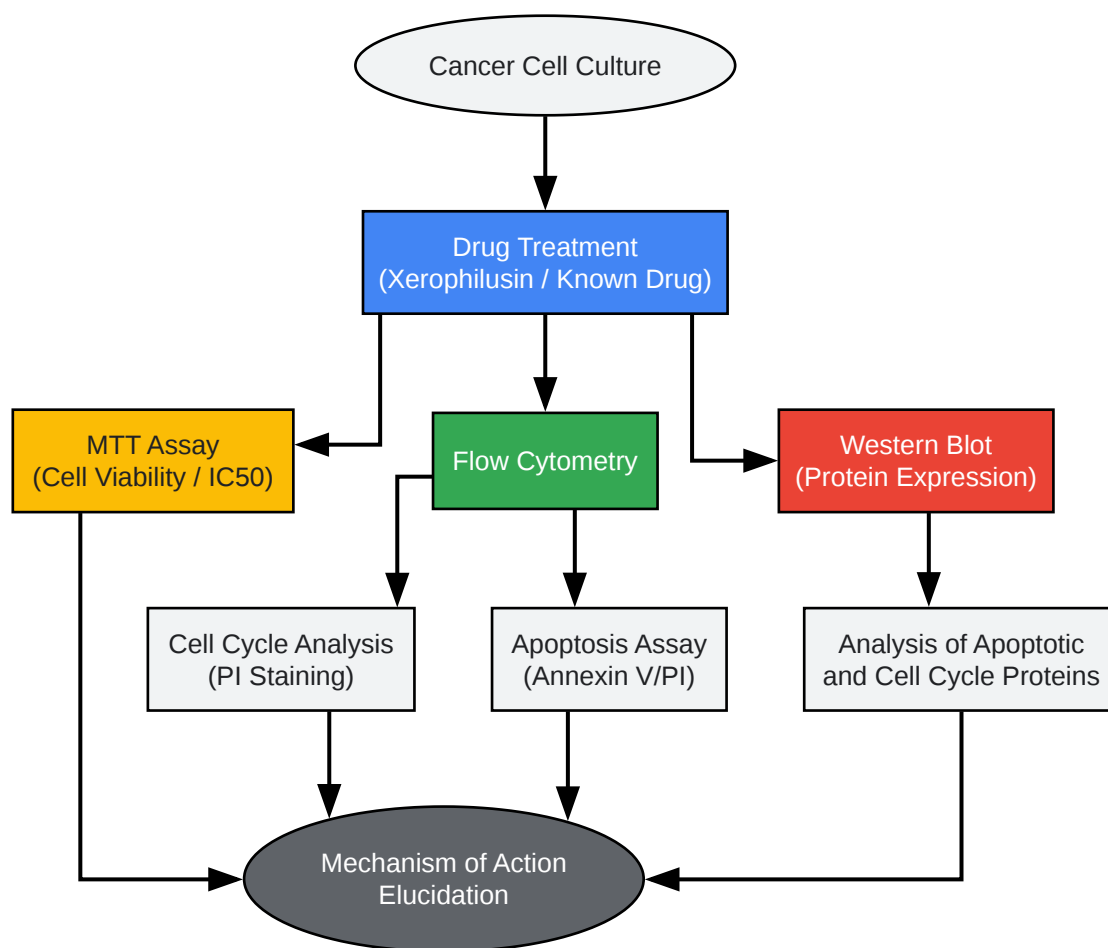 Cancer Cell Culture
Drug Treatment
(Xerophilusin / Known Drug)
MTT Assay
(Cell Viability / IC50)
Flow Cytometry
Western Blot
(Protein Expression)
Cell Cycle Analysis
(PI Staining)
Apoptosis Assay
(Annexin V/PI)
Analysis of Apoptotic
and Cell Cycle Proteins
Mechanism of Action
Elucidation